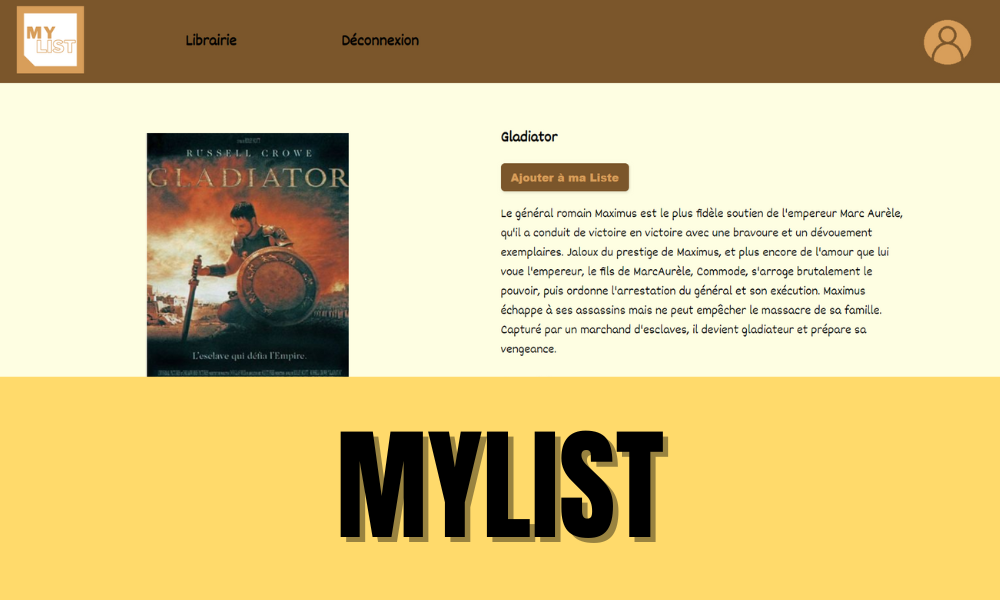 MY
LIST
Librairie
Déconnexion
RUSSELL CROWE
GLADIATOR
L'esclave qui défia l'Empire.
Gladiator
Ajouter à ma Liste
Le général romain Maximus est le plus fidèle soutien de l'empereur Marc Aurèle,
qu'il a conduit de victoire en victoire avec une bravoure et un dévouement
exemplaires. Jaloux du prestige de Maximus, et plus encore de l'amour que lui
voue l'empereur, le fils de MarcAurèle, Commode, s'arroge brutalement le
pouvoir, puis ordonne l'arrestation du général et son exécution. Maximus
échappe à ses assassins mais ne peut empêcher le massacre de sa famille.
Capturé par un marchand d'esclaves, il devient gladiateur et prépare sa
vengeance.
MYLIST